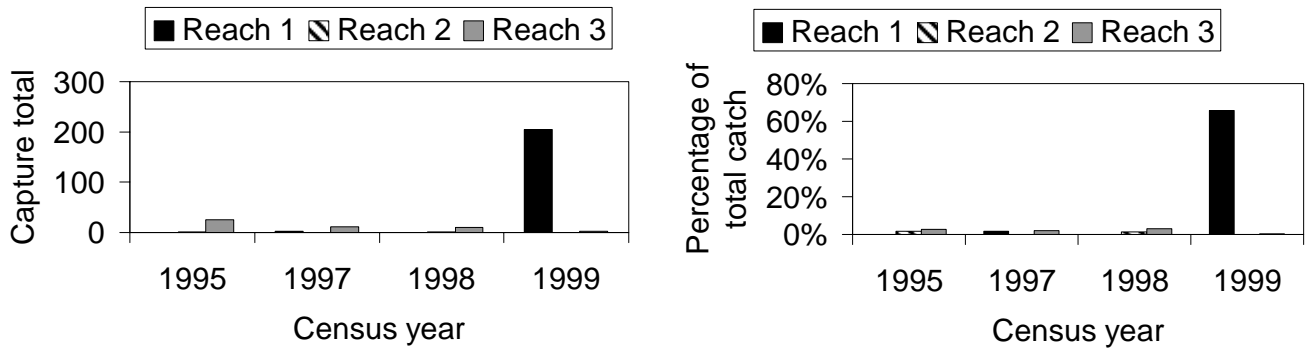 Reach 1 Reach 2 Reach 3
Capture total
300
200
100
0
1995 1997 1998 1999
Census year
Reach 1 Reach 2 Reach 3
Percentage of
total catch
80%
60%
40%
20%
0%
1995 1997 1998 1999
Census year